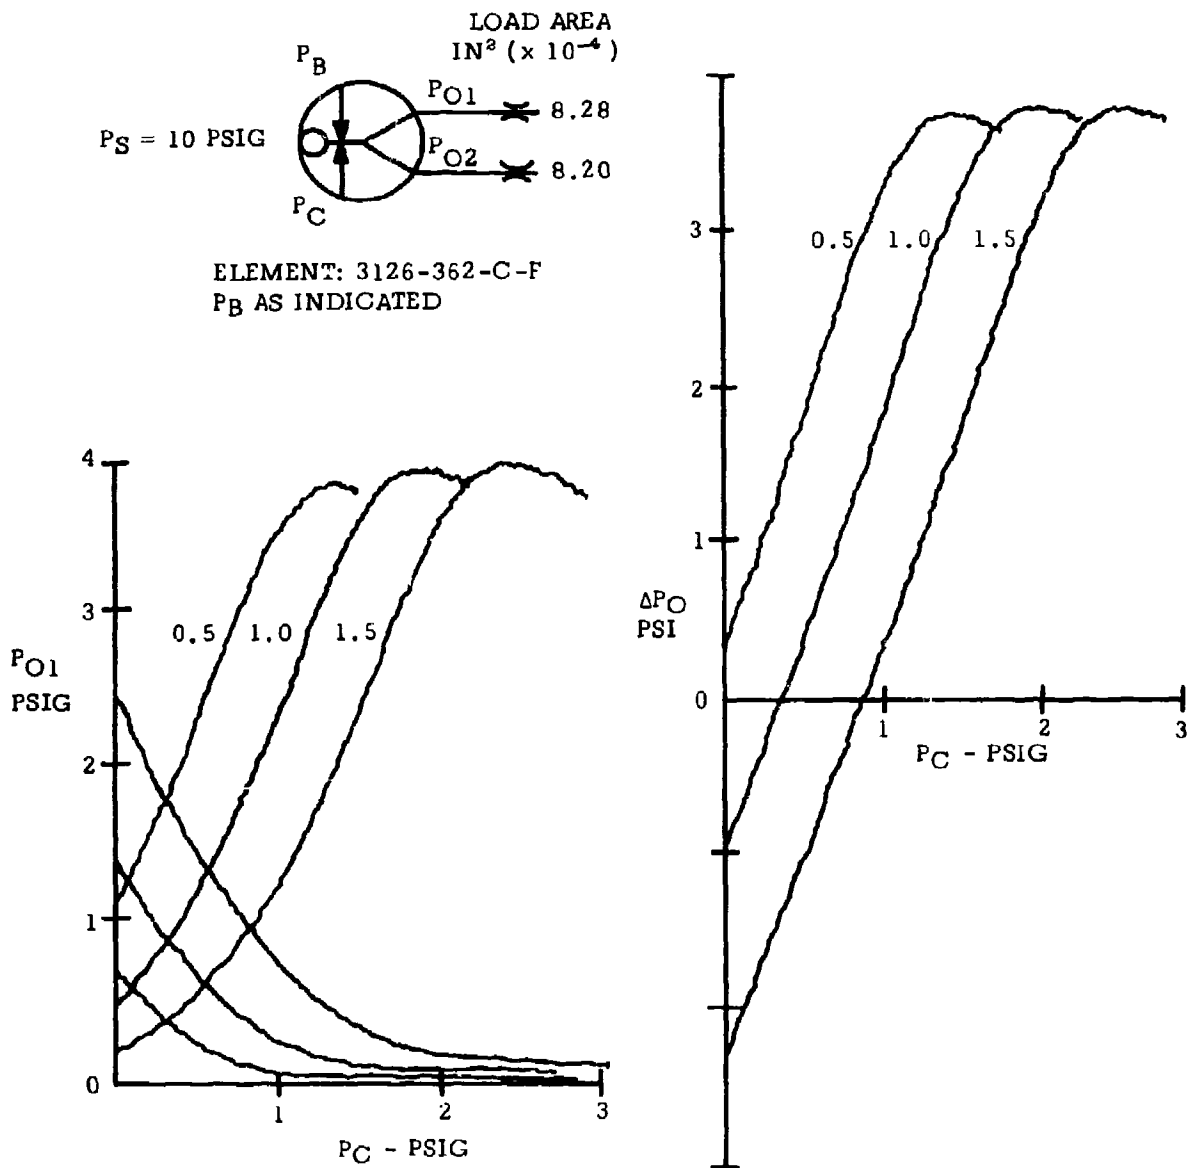 LOAD AREA
IN² (x 10⁻⁴)
P_B
P_O1
8.28
P_S = 10 PSIG
P_O2
8.20
P_C
ELEMENT: 3126-362-C-F
P_B AS INDICATED
3
0.5 1.0 1.5
2
1
ΔP_O
PSI
0
1 2 3
P_C - PSIG
4
3
0.5 1.0 1.5
P_O1
PSIG
2
1
0
1 2 3
P_C - PSIG